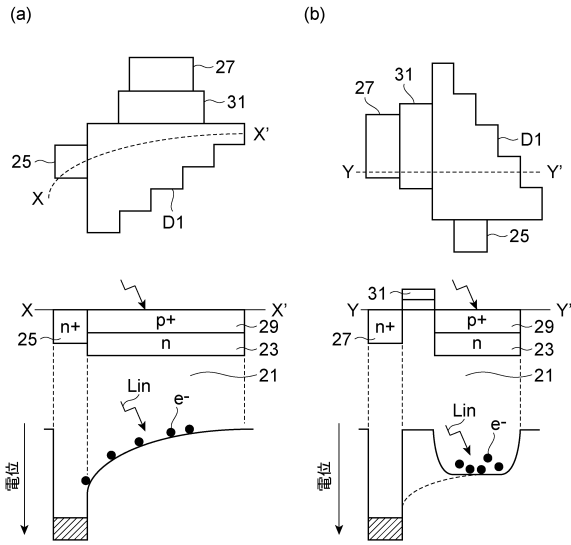 (a)
27
31
X'
25
X
D1
X
X'
n+
p+
29
25
n
23
21
Lin
e-
電位
(b)
31
27
D1
Y
Y'
25
31
Y
Y'
n+
p+
29
27
n
23
21
Lin
e-
電位